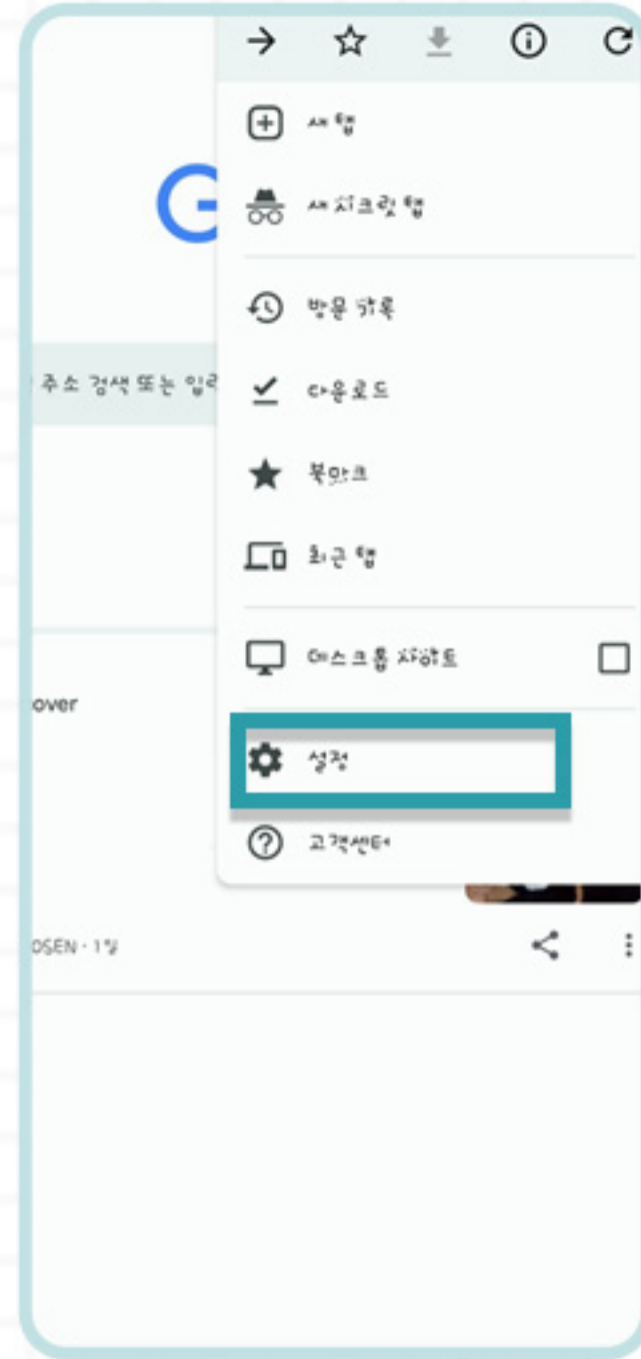 새 탭
새 시크릿 탭
방문 기록
주소 검색 또는 입력
다운로드
북마크
최근 탭
데스크톱 사이트
over
설정
고객센터
OSEN · 1일